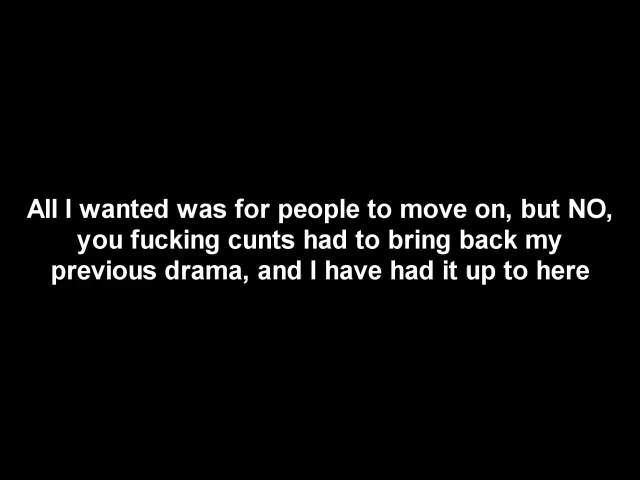 All I wanted was for people to move on, but NO,
you fucking cunts had to bring back my
previous drama, and I have had it up to here